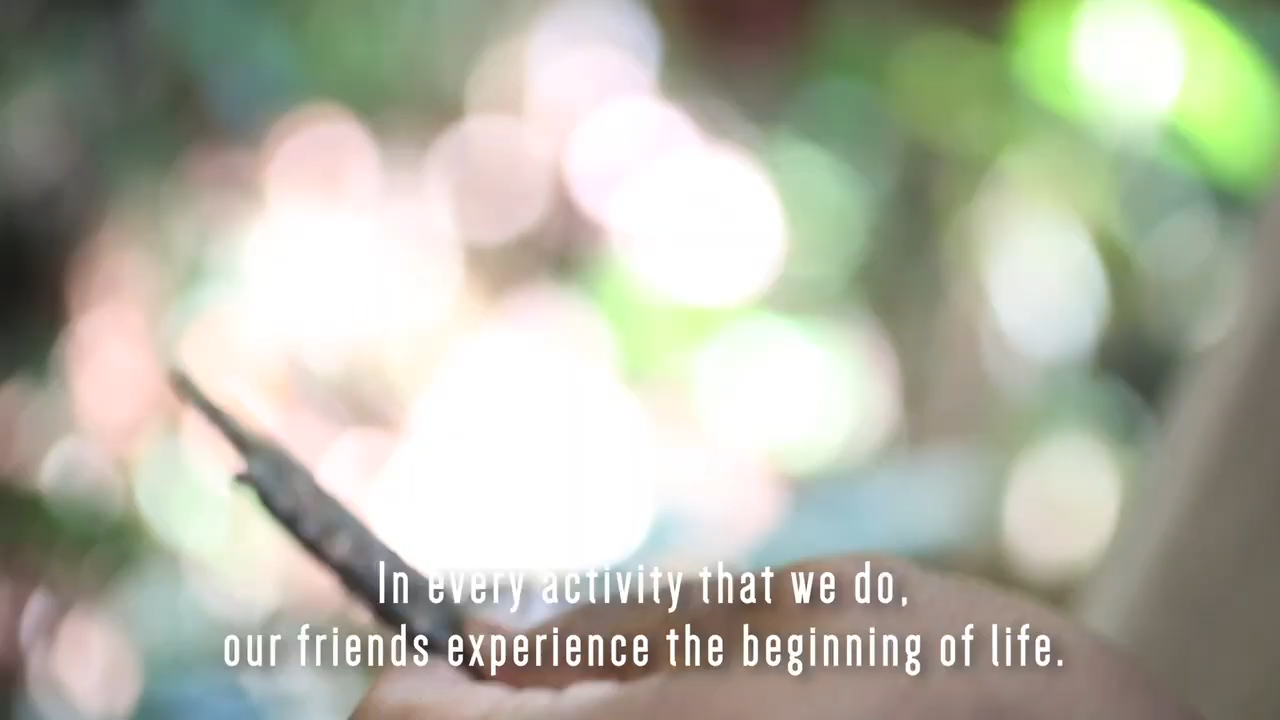 In every activity that we do,
our friends experience the beginning of life.